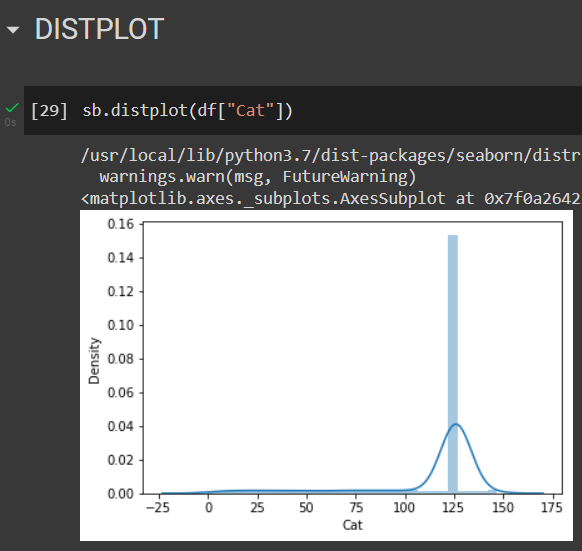 DISTPLOT
[29] sb.distplot(df["Cat"])
0s
/usr/local/lib/python3.7/dist-packages/seaborn/distr
warnings.warn(msg, FutureWarning)
<matplotlib.axes._subplots.AxesSubplot at 0x7f0a2642
0.16
0.14
0.12
0.10
0.08
0.06
0.04
0.02
0.00
Density
−25 0 25 50 75 100 125 150 175
Cat